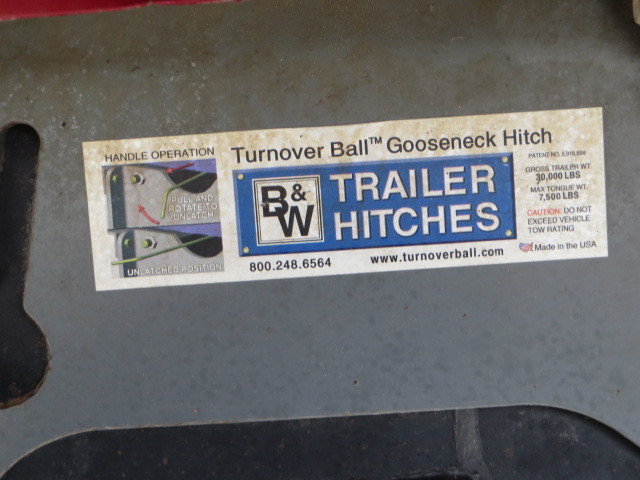 HANDLE OPERATION
PULL AND
ROTATE TO
UNLATCH
UNLATCHED POSITION
Turnover Ball™ Gooseneck Hitch
B&W
TRAILER
HITCHES
800.248.6564
www.turnoverball.com
PATENT NO.
GROSS TRAILER WT.
30,000 LBS
MAX TONGUE WT.
7,500 LBS
CAUTION: DO NOT
EXCEED VEHICLE
TOW RATING
Made in the USA